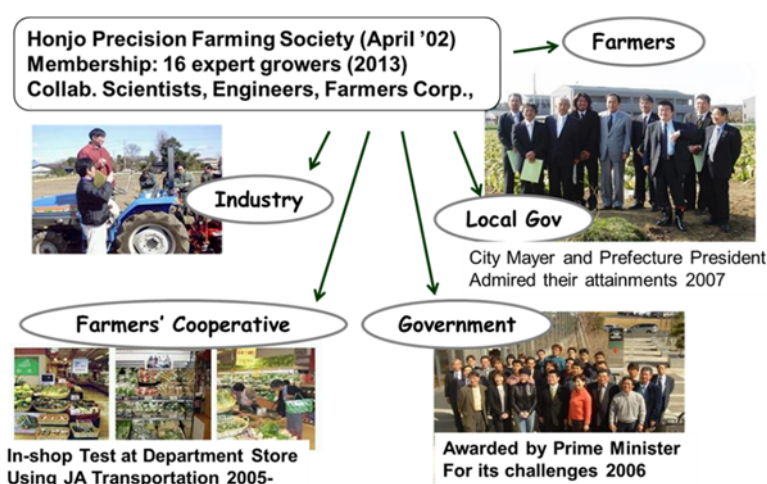 Honjo Precision Farming Society (April ’02)
Membership: 16 expert growers (2013)
Collab. Scientists, Engineers, Farmers Corp.,
Farmers
Industry
Local Gov
City Mayer and Prefecture President
Admired their attainments 2007
Farmers’ Cooperative
Government
In-shop Test at Department Store
Using JA Transportation 2005-
Awarded by Prime Minister
For its challenges 2006